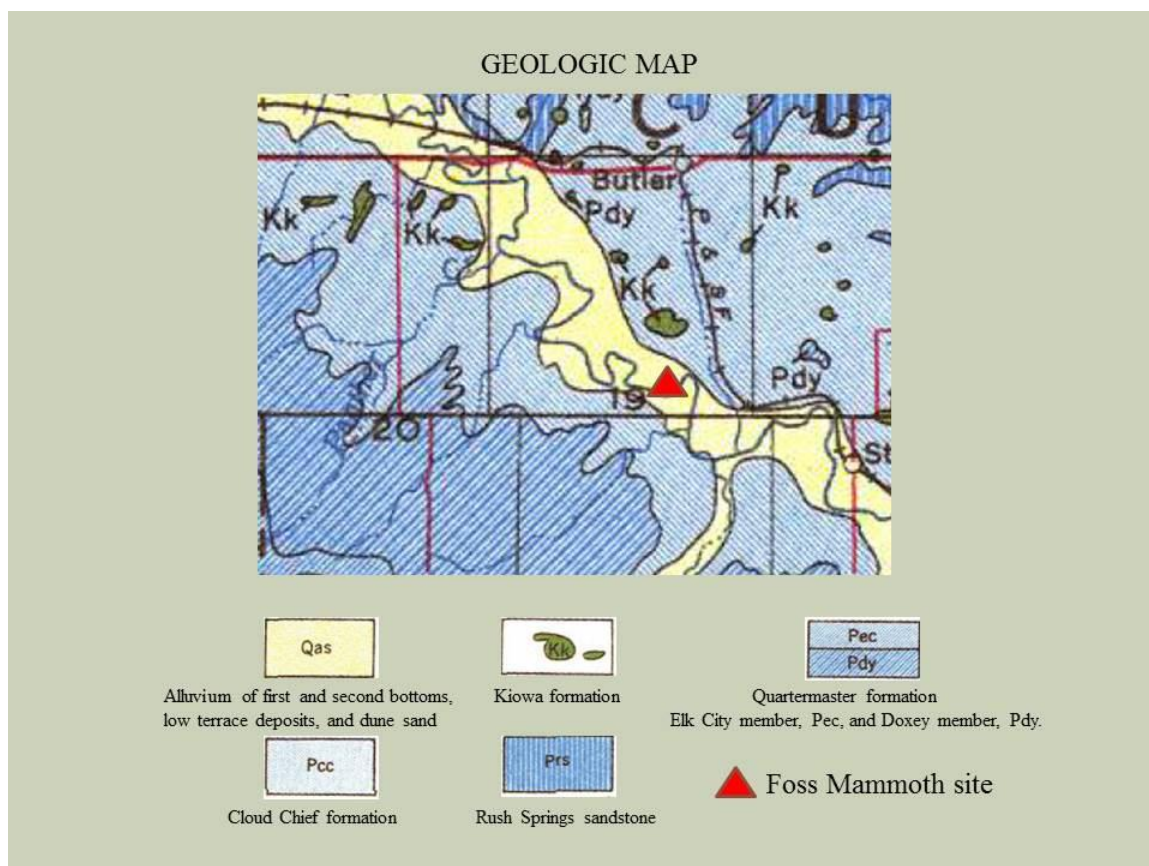 GEOLOGIC MAP
C
U
Butler
Pdy
Kk
Kk
Kk
Kk
& S F
Pdy
19
20
St
Qas
Alluvium of first and second bottoms,
low terrace deposits, and dune sand
Kk
Kiowa formation
Pec
Pdy
Quartermaster formation
Elk City member, Pec, and Doxey member, Pdy.
Pcc
Cloud Chief formation
Prs
Rush Springs sandstone
Foss Mammoth site